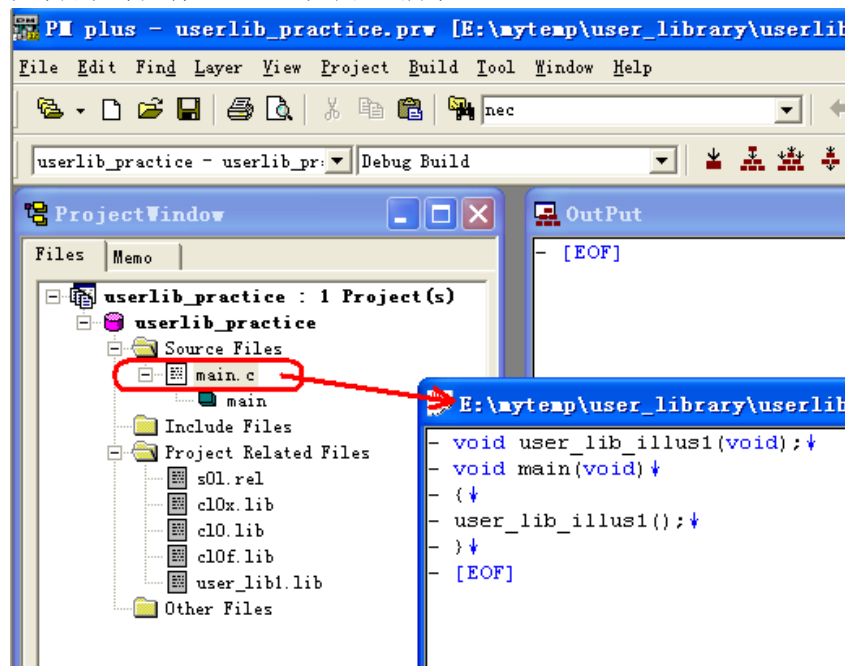 PM plus - userlib_practice.prw [E:\mytemp\user_library\userlib
File Edit Find Layer View Project Build Tool Window Help
nec
userlib_practice - userlib_pr Debug Build
ProjectWindow
OutPut
Files Memo
[EOF]
userlib_practice : 1 Project(s)
userlib_practice
Source Files
main.c
main
Include Files
Project Related Files
s0l.rel
cl0x.lib
cl0.lib
cl0f.lib
user_lib1.lib
Other Files
E:\mytemp\user_library\userlib
void user_lib_illus1(void);
void main(void)
{
user_lib_illus1();
}
[EOF]